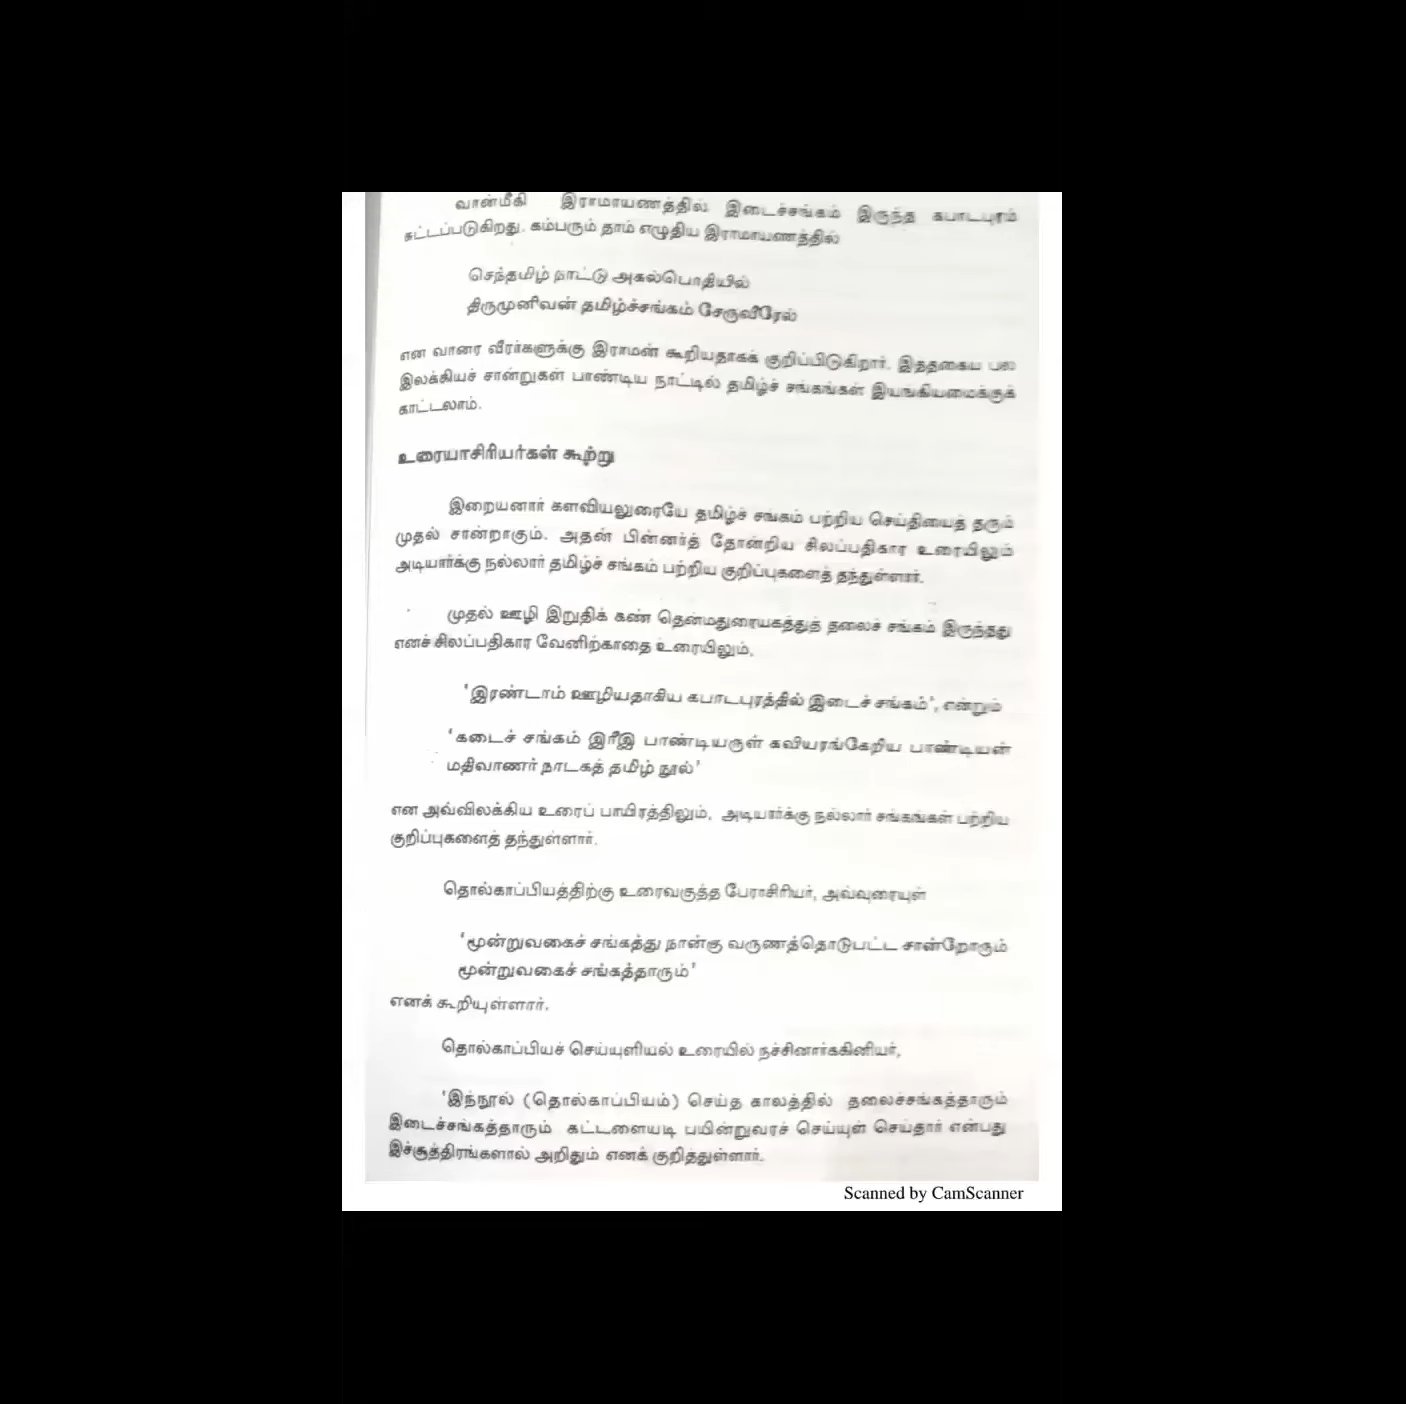 வான்மீகி இராமாயணத்தில் இடைச்சங்கம் இருந்த கபாடபுரம்
சுட்டப்படுகிறது. கம்பரும் தாம் எழுதிய இராமாயணத்தில்
செந்தமிழ் நாட்டு அகல்பொதியில்
திருமுனிவன் தமிழ்ச்சங்கம் சேருவீரேல்
என வானர வீரர்களுக்கு இராமன் கூறியதாகக் குறிப்பிடுகிறார். இத்தகைய பல
இலக்கியச் சான்றுகள் பாண்டிய நாட்டில் தமிழ்ச் சங்கங்கள் இயங்கியமைக்குக்
காட்டலாம்.
உரையாசிரியர்கள் கூற்று
இறையனார் களவியலுரையே தமிழ்ச் சங்கம் பற்றிய செய்தியைத் தரும்
முதல் சான்றாகும். அதன் பின்னர்த் தோன்றிய சிலப்பதிகார உரையிலும்
அடியார்க்கு நல்லார் தமிழ்ச் சங்கம் பற்றிய குறிப்புகளைத் தந்துள்ளார்.
முதல் ஊழி இறுதிக் கண் தென்மதுரையகத்துத் தலைச் சங்கம் இருந்தது
எனச் சிலப்பதிகார வேனிற்காதை உரையிலும்,
'இரண்டாம் ஊழியதாகிய கபாடபுரத்தில் இடைச் சங்கம்', என்றும்
'கடைச் சங்கம் இரீஇ பாண்டியருள் கவியரங்கேறிய பாண்டியன்
மதிவாணர் நாடகத் தமிழ் நூல்'
என அவ்விலக்கிய உரைப் பாயிரத்திலும், அடியார்க்கு நல்லார் சங்கங்கள் பற்றிய
குறிப்புகளைத் தந்துள்ளார்.
தொல்காப்பியத்திற்கு உரைவகுத்த பேராசிரியர், அவ்வுரையுள்
'மூன்றுவகைச் சங்கத்து நான்கு வருணத்தொடுபட்ட சான்றோரும்
மூன்றுவகைச் சங்கத்தாரும்'
எனக் கூறியுள்ளார்.
தொல்காப்பியச் செய்யுளியல் உரையில் நச்சினார்ககினியர்,
'இந்நூல் (தொல்காப்பியம்) செய்த காலத்தில் தலைச்சங்கத்தாரும்
இடைச்சங்கத்தாரும் கட்டளையடி பயின்றுவரச் செய்யுள் செய்தார் என்பது
இச்சூத்திரங்களால் அறிதும் எனக் குறித்துள்ளார்.
Scanned by CamScanner